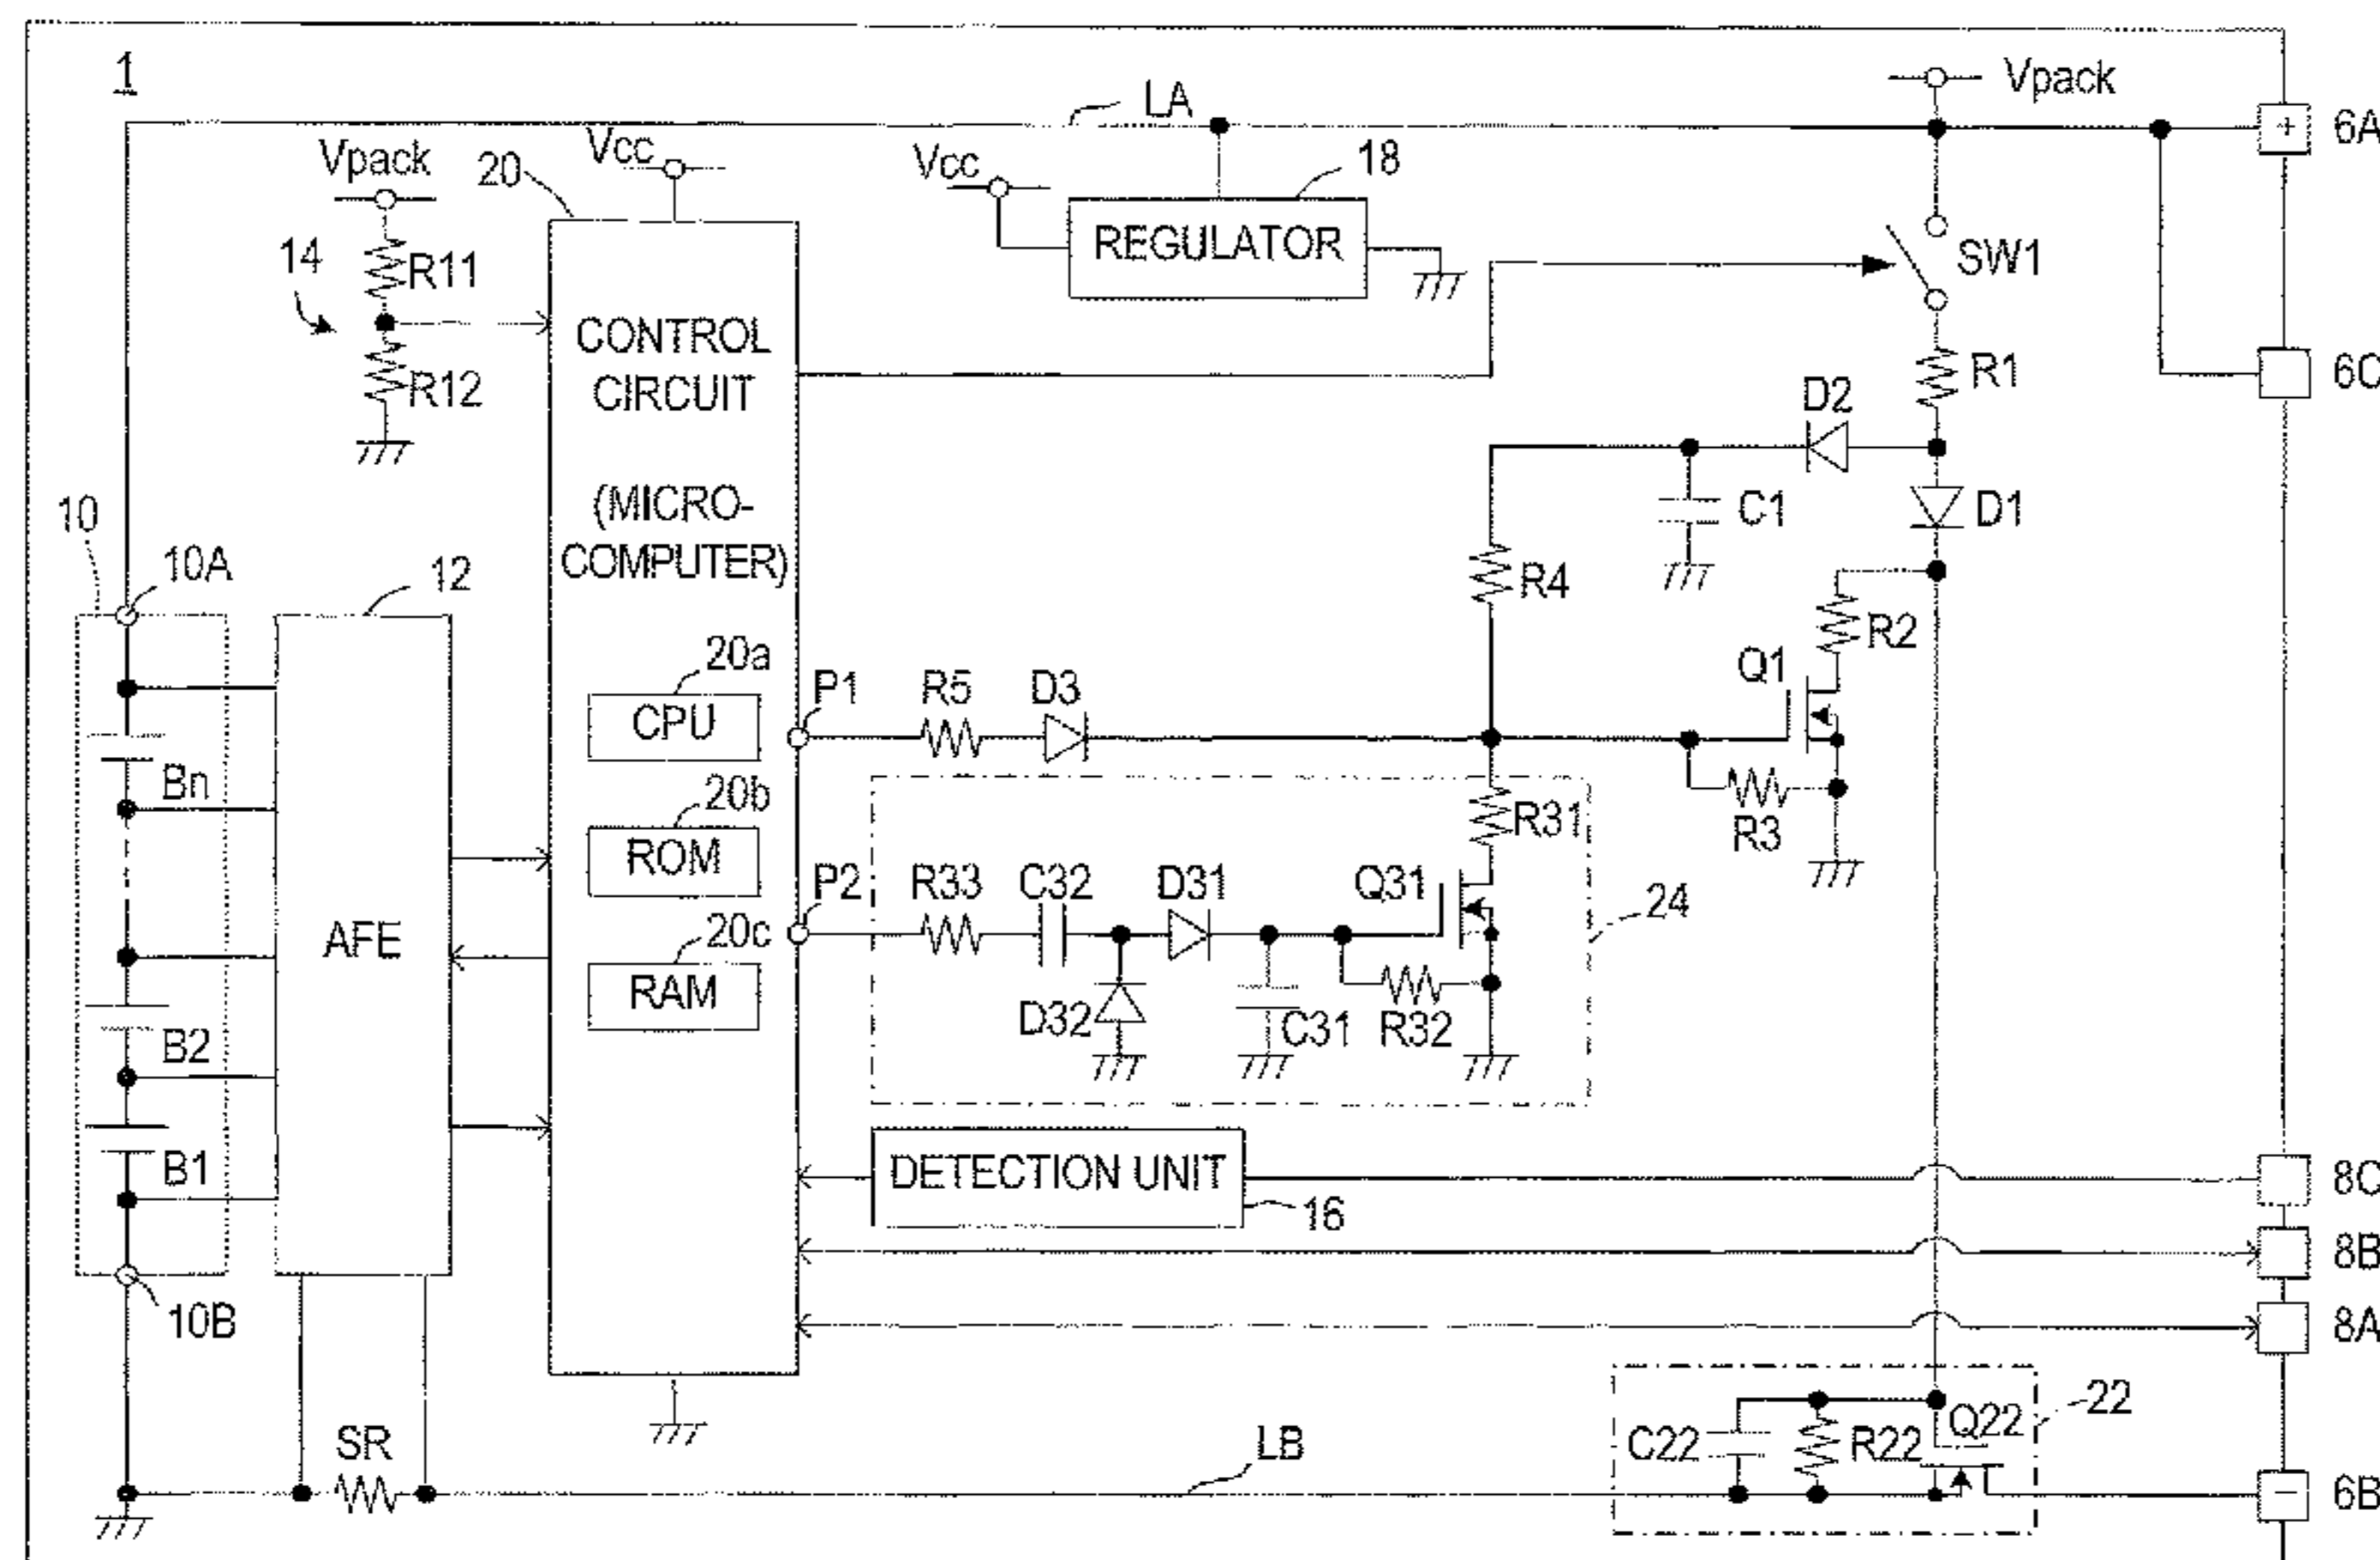 1
LA
Vpack
+
6A
Vpack
20
Vcc
Vcc
18
14
R11
REGULATOR
SW1
CONTROL
CIRCUIT
R12
R1
6C
D2
(MICRO-
COMPUTER)
10
C1
D1
10A
12
R4
R2
20a
P1
R5
D3
Q1
CPU
Bn
20b
R31
R3
ROM
P2
R33
C32
D31
Q31
24
AFE
20c
RAM
D32
C31
R32
B2
B1
DETECTION UNIT
8C
16
8B
10B
8A
22
SR
LB
C22
R22
Q22
−
6B